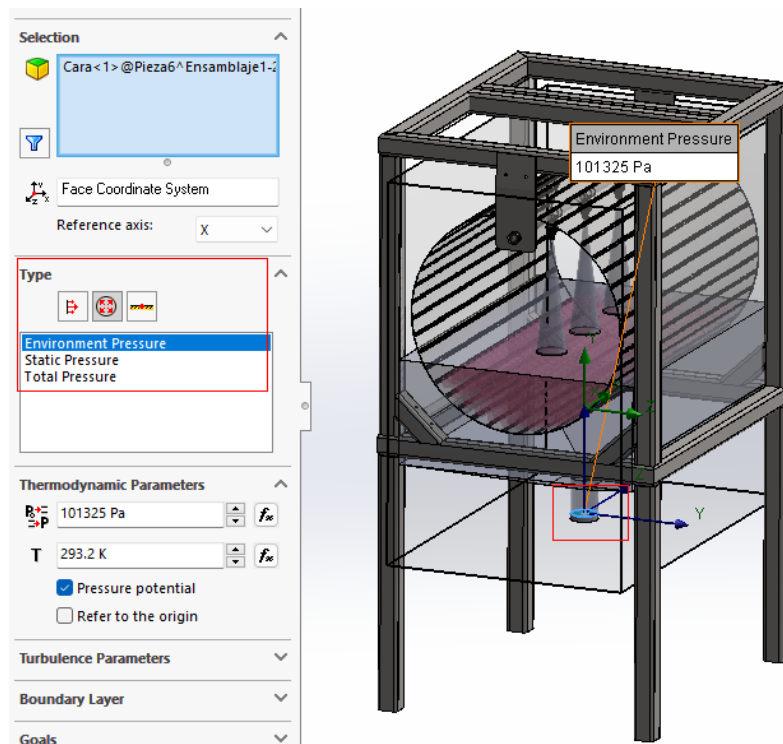 Selection
Cara<1>@Pieza6^Ensamblaje1-2
Face Coordinate System
Reference axis:
X
Type
Environment Pressure
Static Pressure
Total Pressure
Thermodynamic Parameters
101325 Pa
T
293.2 K
Pressure potential
Refer to the origin
Turbulence Parameters
Boundary Layer
Goals
Environment Pressure
101325 Pa
Y
Z
Z
Y